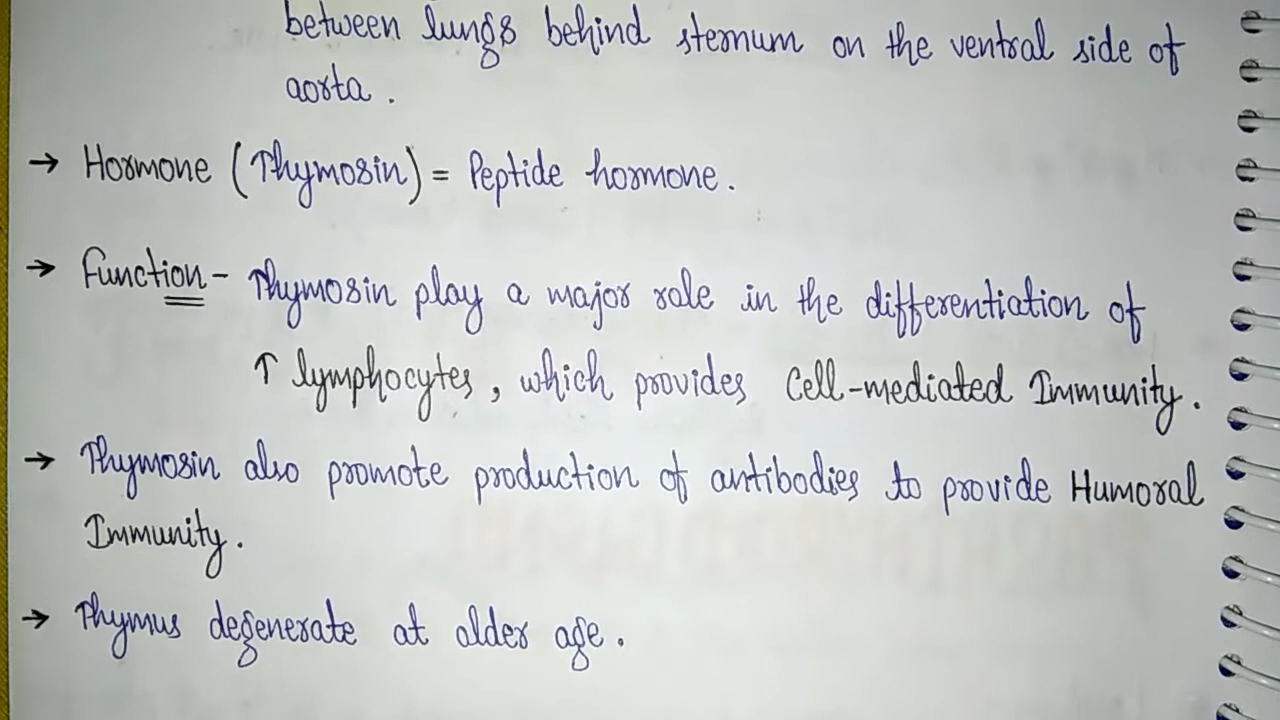 between lungs behind sternum on the ventral side of
aorta.
→ Hormone (Thymosin) = Peptide hormone.
→ Function - Thymosin play a major role in the differentiation of
T lymphocytes, which provides Cell-mediated Immunity.
→ Thymosin also promote production of antibodies to provide Humoral
Immunity.
→ Thymus degenerate at older age.